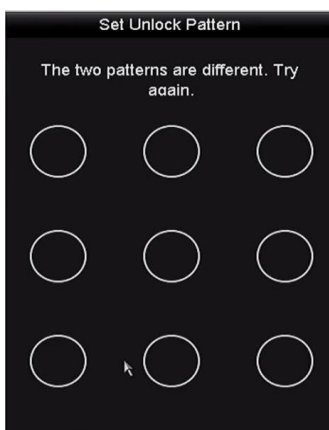 Set Unlock Pattern
The two patterns are different. Try
again.